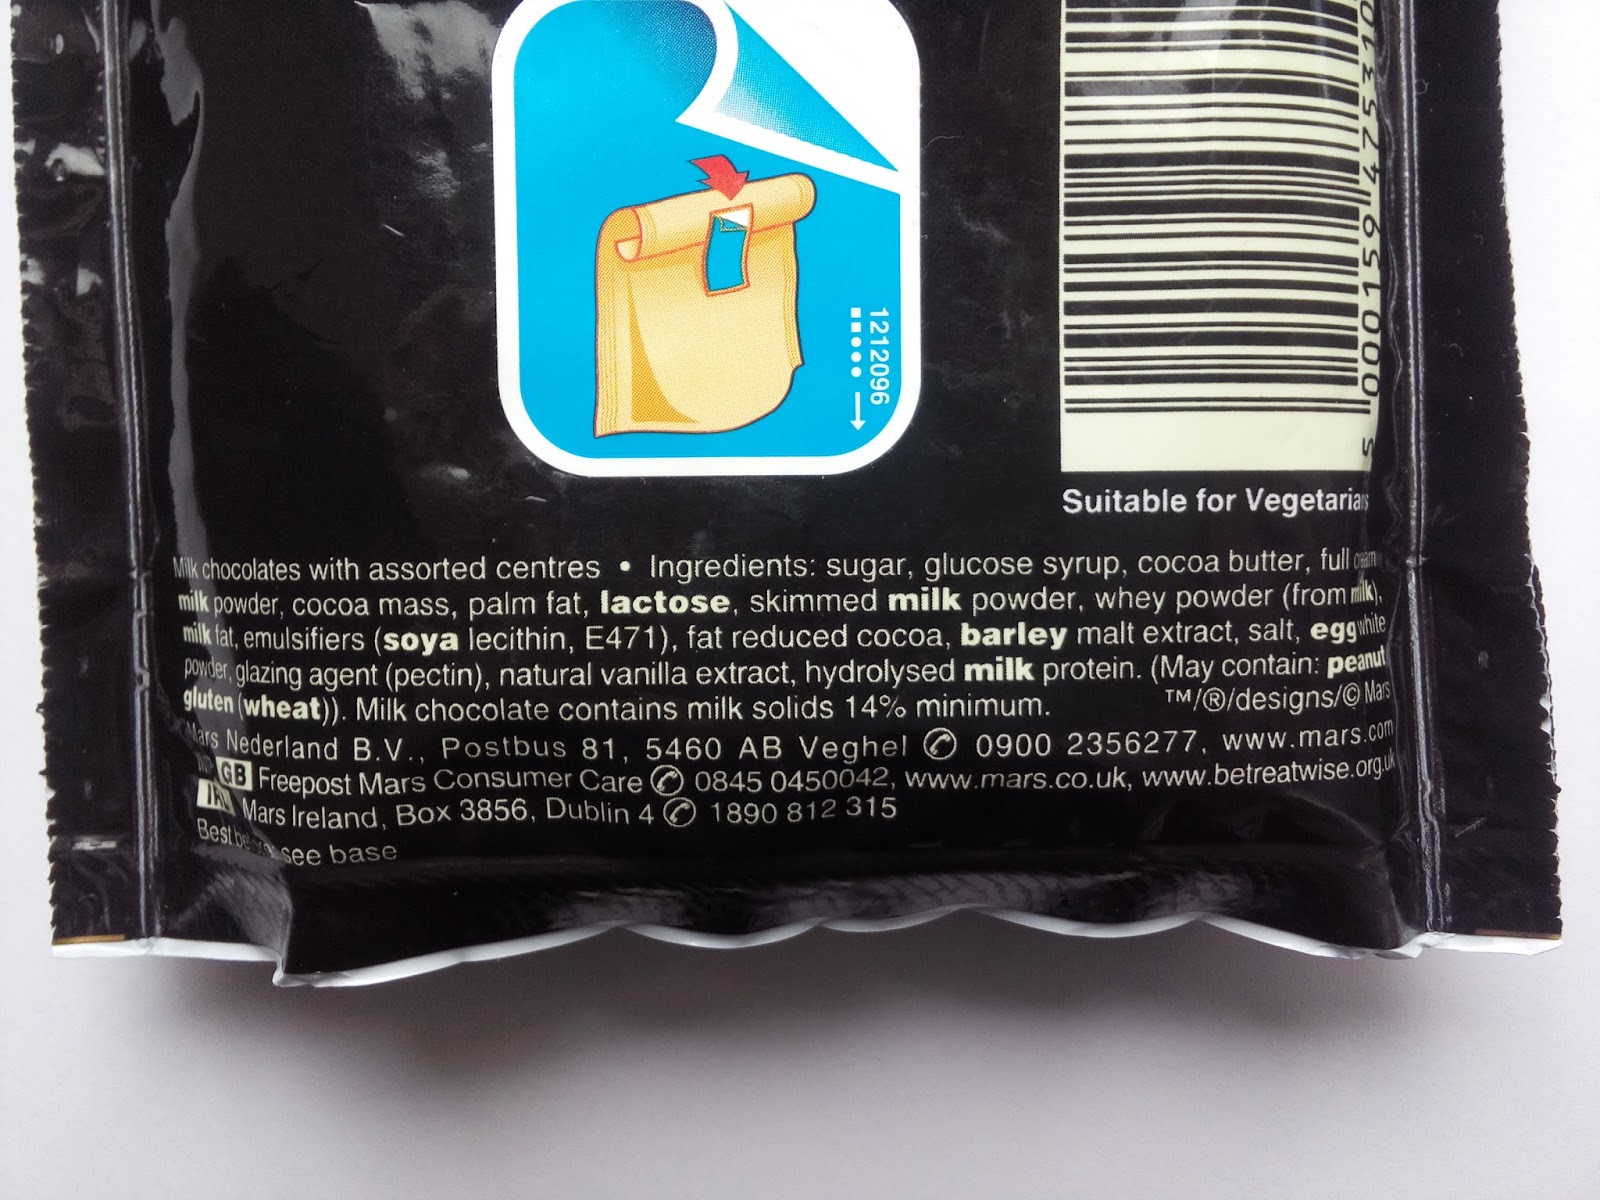 1212096
5 000159 475310
Suitable for Vegetarians
Milk chocolates with assorted centres • Ingredients: sugar, glucose syrup, cocoa butter, full cream
milk powder, cocoa mass, palm fat, lactose, skimmed milk powder, whey powder (from milk),
milk fat, emulsifiers (soya lecithin, E471), fat reduced cocoa, barley malt extract, salt, egg white
powder, glazing agent (pectin), natural vanilla extract, hydrolysed milk protein. (May contain: peanut,
gluten (wheat)). Milk chocolate contains milk solids 14% minimum. ™/®/designs/© Mars
Mars Nederland B.V., Postbus 81, 5460 AB Veghel 0900 2356277, www.mars.com
GB Freepost Mars Consumer Care 0845 0450042, www.mars.co.uk, www.betreatwise.org.uk
Mars Ireland, Box 3856, Dublin 4 1890 812 315
Best before: see base